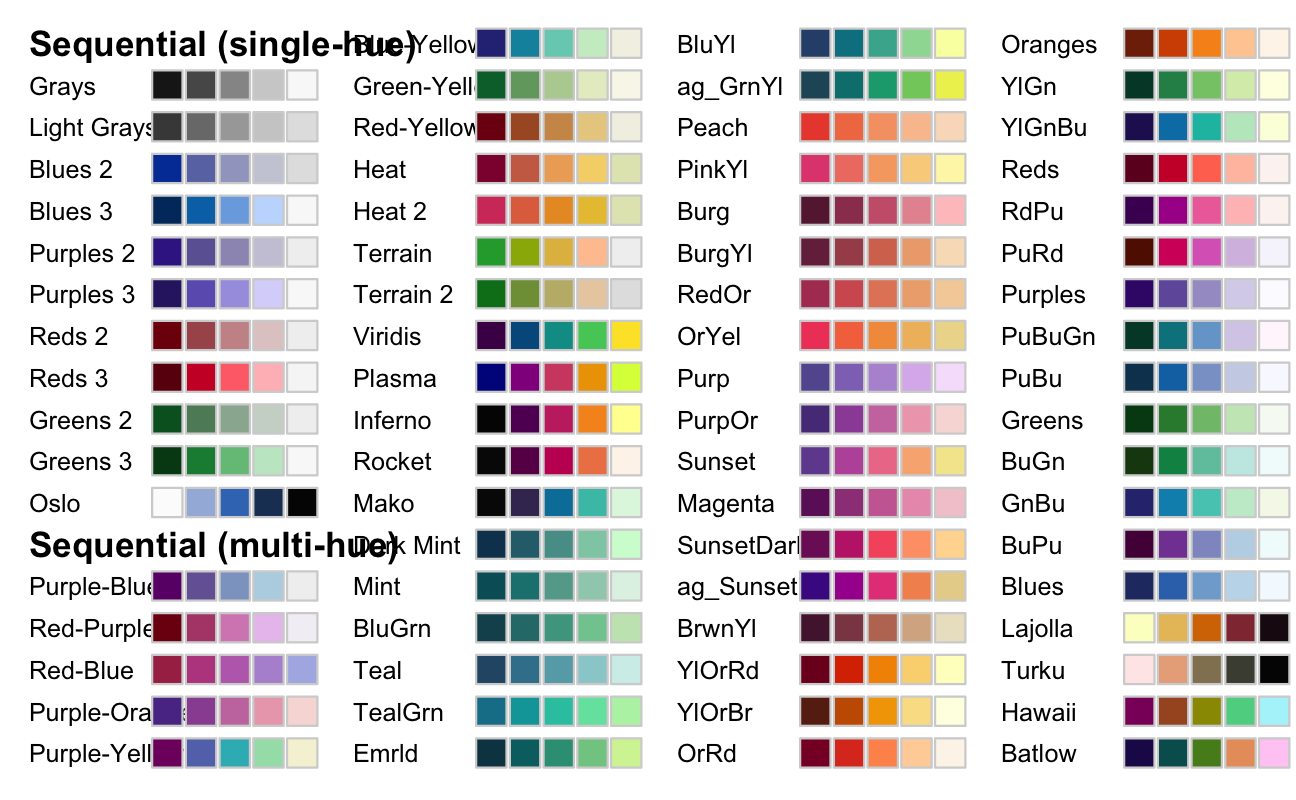 Sequential (single-hue)
Grays
Light Grays
Blues 2
Blues 3
Purples 2
Purples 3
Reds 2
Reds 3
Greens 2
Greens 3
Oslo
Sequential (multi-hue)
Purple-Blue
Red-Purple
Red-Blue
Purple-Ora
Purple-Yell
Blue-Yellow
Green-Yell
Red-Yellow
Heat
Heat 2
Terrain
Terrain 2
Viridis
Plasma
Inferno
Rocket
Mako
Dark Mint
Mint
BluGrn
Teal
TealGrn
Emrld
BluYl
ag_GrnYl
Peach
PinkYl
Burg
BurgYl
RedOr
OrYel
Purp
PurpOr
Sunset
Magenta
SunsetDark
ag_Sunset
BrwnYl
YlOrRd
YlOrBr
OrRd
Oranges
YlGn
YlGnBu
Reds
RdPu
PuRd
Purples
PuBuGn
PuBu
Greens
BuGn
GnBu
BuPu
Blues
Lajolla
Turku
Hawaii
Batlow